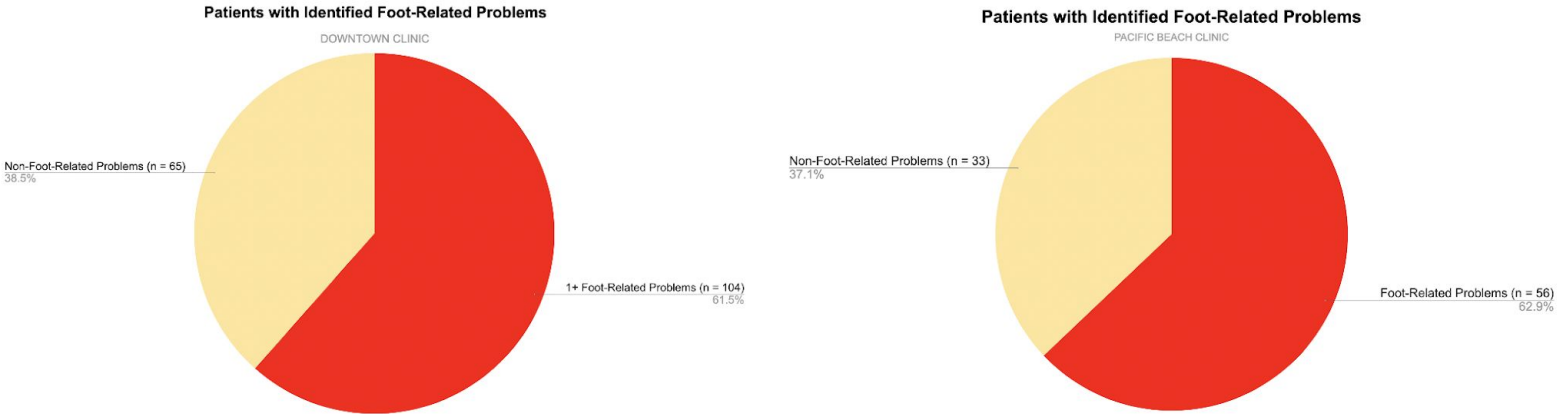 Patients with Identified Foot-Related Problems
DOWNTOWN CLINIC
Non-Foot-Related Problems (n = 65)
38.5%
1+ Foot-Related Problems (n = 104)
61.5%
Patients with Identified Foot-Related Problems
PACIFIC BEACH CLINIC
Non-Foot-Related Problems (n = 33)
37.1%
Foot-Related Problems (n = 56)
62.9%